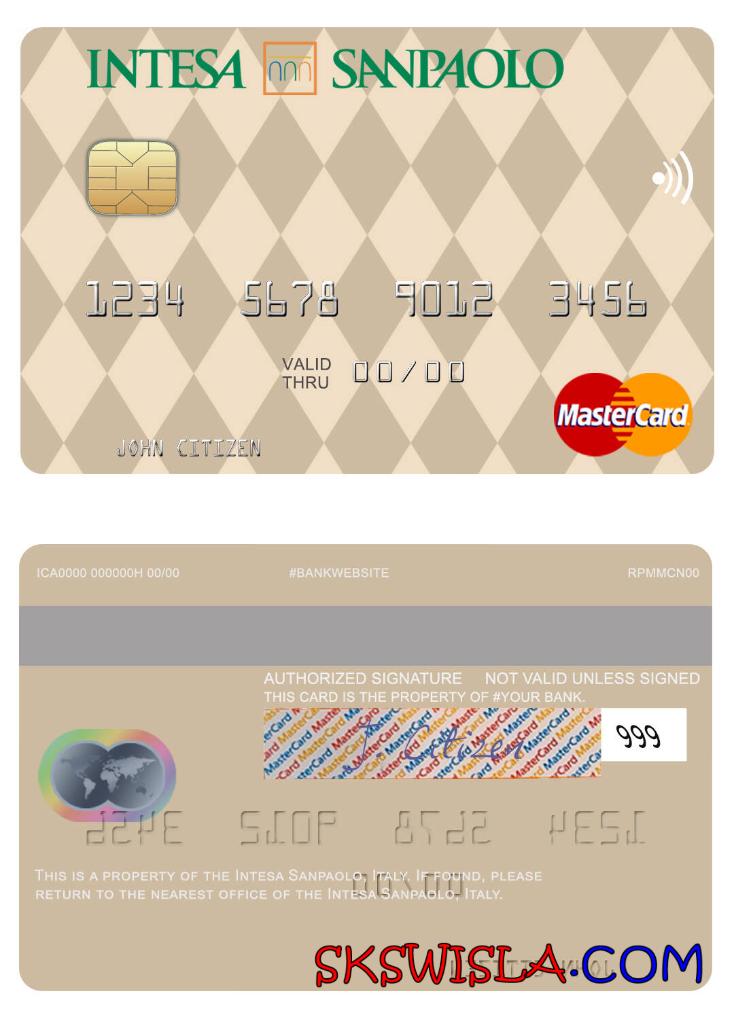 INTESA SANPAOLO
1234 5678 9012 3456
VALID THRU 00/00
JOHN CITIZEN
MasterCard
ICA0000 000000H 00/00 #BANKWEBSITE RPMMCN00
AUTHORIZED SIGNATURE NOT VALID UNLESS SIGNED
THIS CARD IS THE PROPERTY OF #YOUR BANK.
MasterCard
J. Citizen
999
THIS IS A PROPERTY OF THE INTESA SANPAOLO, ITALY. IF FOUND, PLEASE
RETURN TO THE NEAREST OFFICE OF THE INTESA SANPAOLO, ITALY.
SKSWISLA.COM